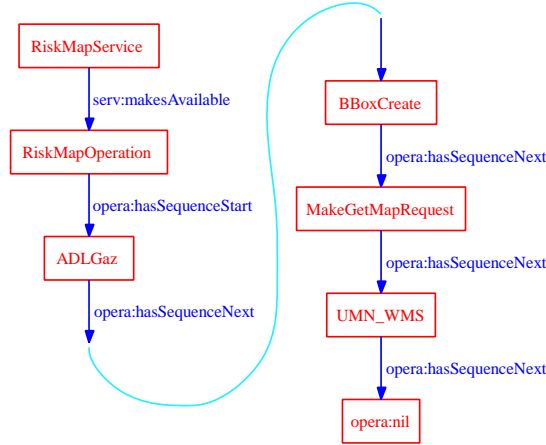 RiskMapService
serv:makesAvailable
RiskMapOperation
opera:hasSequenceStart
ADLGaz
opera:hasSequenceNext
BBoxCreate
opera:hasSequenceNext
MakeGetMapRequest
opera:hasSequenceNext
UMN_WMS
opera:hasSequenceNext
opera:nil